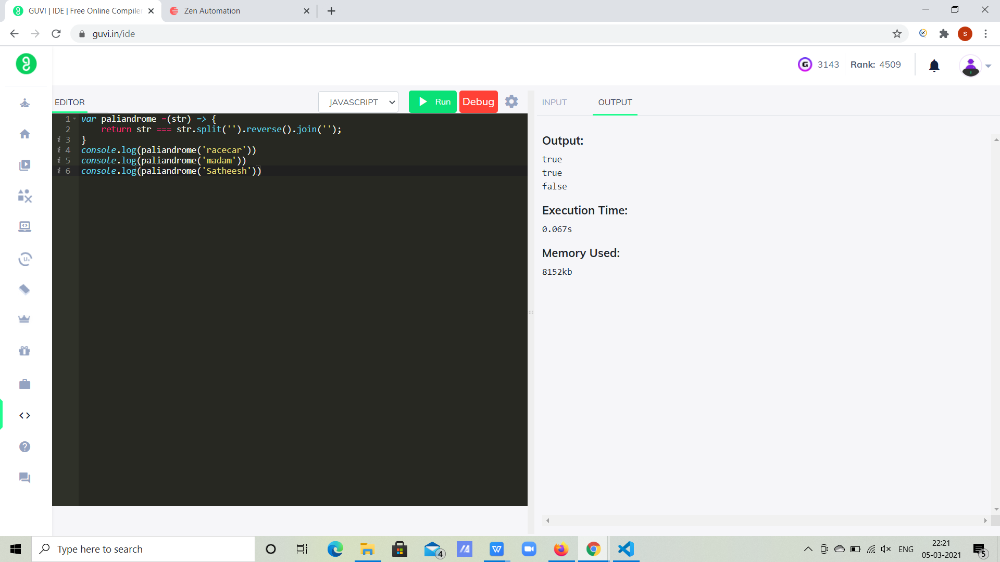 GUVI | IDE | Free Online Compiler
Zen Automation
guvi.in/ide
s
G 3143 Rank: 4509
EDITOR
JAVASCRIPT
Run
Debug
INPUT
OUTPUT
1 var paliandrome =(str) => {
2 return str === str.split('').reverse().join('');
i 3 }
i 4 console.log(paliandrome('racecar'))
i 5 console.log(paliandrome('madam'))
i 6 console.log(paliandrome('Satheesh'))
Output:
true
true
false
Execution Time:
0.067s
Memory Used:
8152kb
Type here to search
4
ENG
22:21
05-03-2021
5